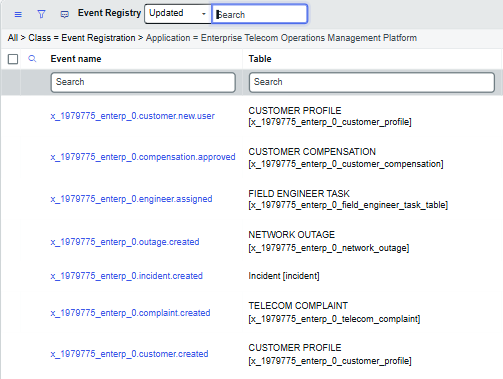 Event Registry Updated Search
All > Class = Event Registration > Application = Enterprise Telecom Operations Management Platform
Event name Table
Search Search
x_1979775_enterp_0.customer.new.user CUSTOMER PROFILE
[x_1979775_enterp_0_customer_profile]
x_1979775_enterp_0.compensation.approved CUSTOMER COMPENSATION
[x_1979775_enterp_0_customer_compensation]
x_1979775_enterp_0.engineer.assigned FIELD ENGINEER TASK
[x_1979775_enterp_0_field_engineer_task_table]
x_1979775_enterp_0.outage.created NETWORK OUTAGE
[x_1979775_enterp_0_network_outage]
x_1979775_enterp_0.incident.created Incident [incident]
x_1979775_enterp_0.complaint.created TELECOM COMPLAINT
[x_1979775_enterp_0_telecom_complaint]
x_1979775_enterp_0.customer.created CUSTOMER PROFILE
[x_1979775_enterp_0_customer_profile]